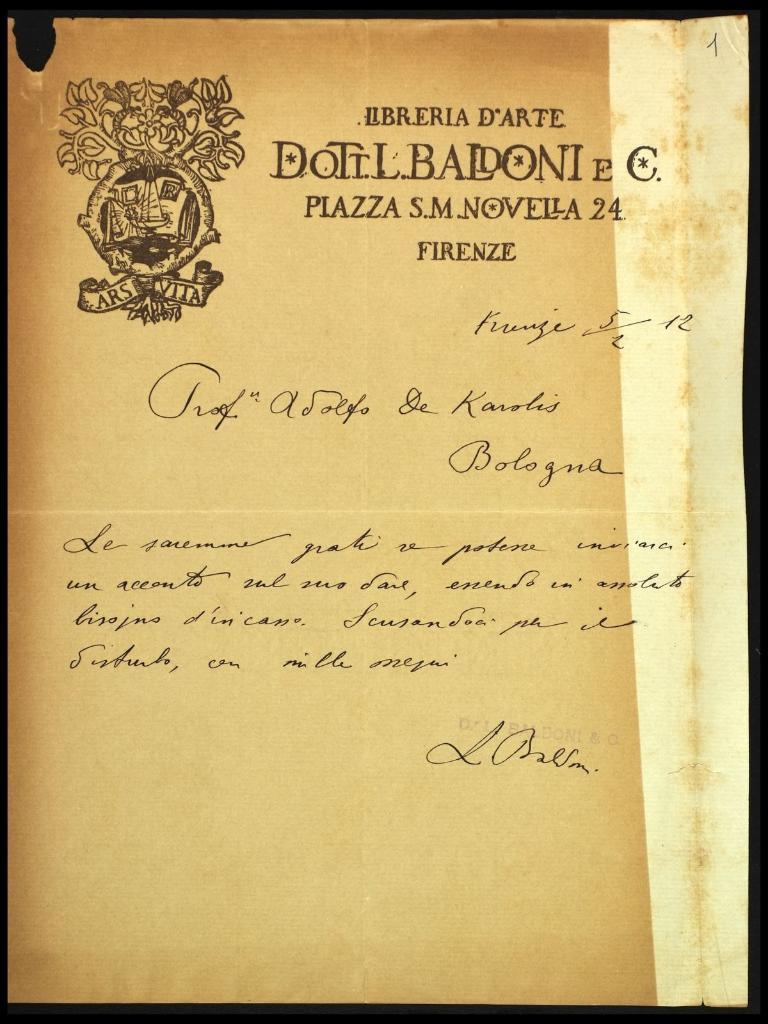 1
LIBRERIA D'ARTE
DOTT. L. BALDONI E C.
PIAZZA S.M. NOVELLA 24
FIRENZE
ARS VITA
Firenze 5/2 12
Prof.r Adolfo De Karolis
Bologna
Le saremmo grati se potesse inviarci
un acconto sul suo dare, essendo in assoluto
bisogno d'incasso. Scusandoci per il
disturbo, con mille ossequi
DOTT. L. BALDONI & C.
L Baldoni